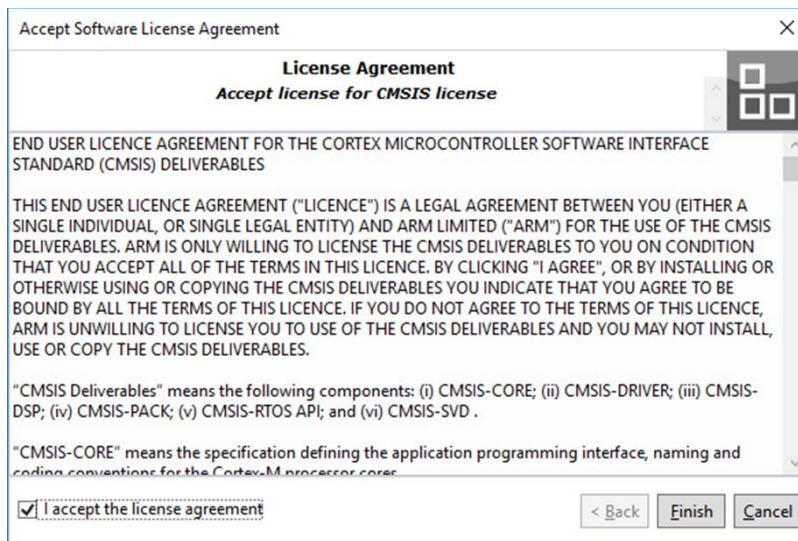 Accept Software License Agreement
License Agreement
Accept license for CMSIS license
END USER LICENCE AGREEMENT FOR THE CORTEX MICROCONTROLLER SOFTWARE INTERFACE
STANDARD (CMSIS) DELIVERABLES
THIS END USER LICENCE AGREEMENT ("LICENCE") IS A LEGAL AGREEMENT BETWEEN YOU (EITHER A
SINGLE INDIVIDUAL, OR SINGLE LEGAL ENTITY) AND ARM LIMITED ("ARM") FOR THE USE OF THE CMSIS
DELIVERABLES. ARM IS ONLY WILLING TO LICENSE THE CMSIS DELIVERABLES TO YOU ON CONDITION
THAT YOU ACCEPT ALL OF THE TERMS IN THIS LICENCE. BY CLICKING "I AGREE", OR BY INSTALLING OR
OTHERWISE USING OR COPYING THE CMSIS DELIVERABLES YOU INDICATE THAT YOU AGREE TO BE
BOUND BY ALL THE TERMS OF THIS LICENCE. IF YOU DO NOT AGREE TO THE TERMS OF THIS LICENCE,
ARM IS UNWILLING TO LICENSE YOU TO USE OF THE CMSIS DELIVERABLES AND YOU MAY NOT INSTALL,
USE OR COPY THE CMSIS DELIVERABLES.
“CMSIS Deliverables” means the following components: (i) CMSIS-CORE; (ii) CMSIS-DRIVER; (iii) CMSIS-
DSP; (iv) CMSIS-PACK; (v) CMSIS-RTOS API; and (vi) CMSIS-SVD .
“CMSIS-CORE” means the specification defining the application programming interface, naming and
coding conventions for the Cortex-M processor cores
I accept the license agreement
< Back Finish Cancel